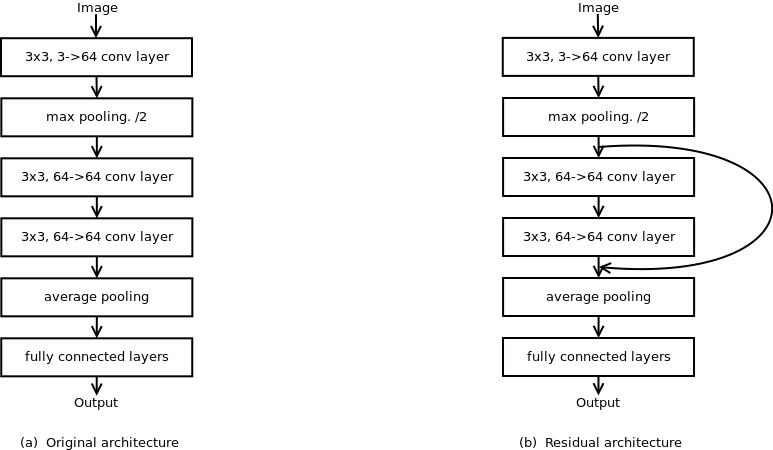 Image
3x3, 3->64 conv layer
max pooling. /2
3x3, 64->64 conv layer
3x3, 64->64 conv layer
average pooling
fully connected layers
Output
(a)  Original architecture
Image
3x3, 3->64 conv layer
max pooling. /2
3x3, 64->64 conv layer
3x3, 64->64 conv layer
average pooling
fully connected layers
Output
(b)  Residual architecture